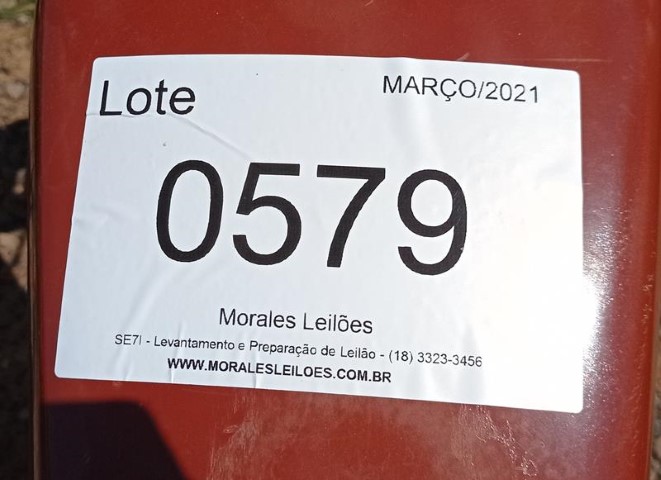 Lote
MARÇO/2021
0579
Morales Leilões
SE7I - Levantamento e Preparação de Leilão - (18) 3323-3456
WWW.MORALESLEILOES.COM.BR